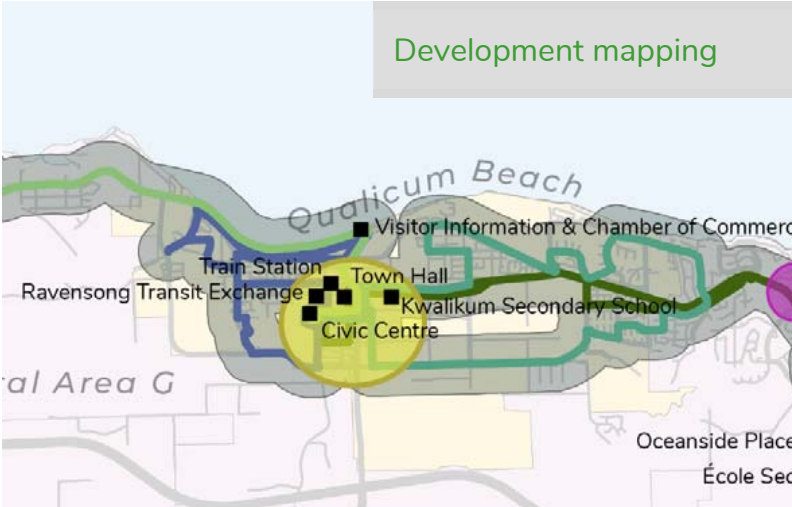 Development mapping
Qualicum Beach
Visitor Information & Chamber of Commerc
Train Station
Town Hall
Ravensong Transit Exchange
Kwalikum Secondary School
Civic Centre
al Area G
Oceanside Place
École Sec